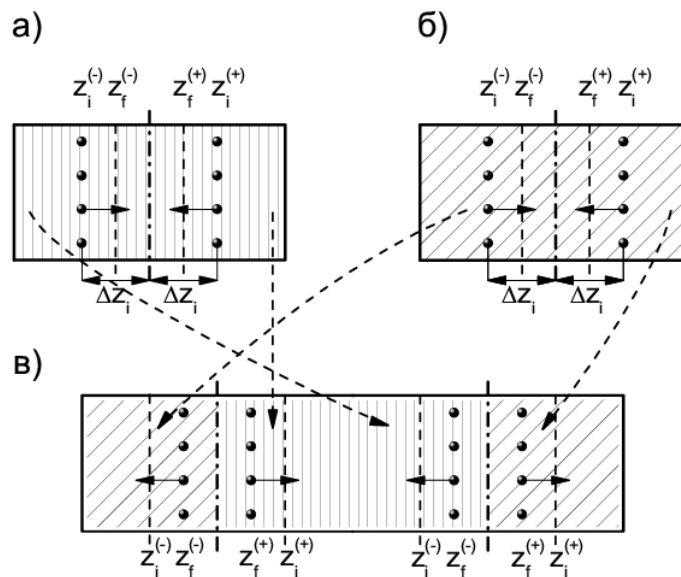 а) б)
z_i^(-) z_f^(-) z_f^(+) z_i^(+) z_i^(-) z_f^(-) z_f^(+) z_i^(+)
Δz_i Δz_i Δz_i Δz_i
в)
z_i^(-) z_f^(-) z_f^(+) z_i^(+) z_i^(-) z_f^(-) z_f^(+) z_i^(+)